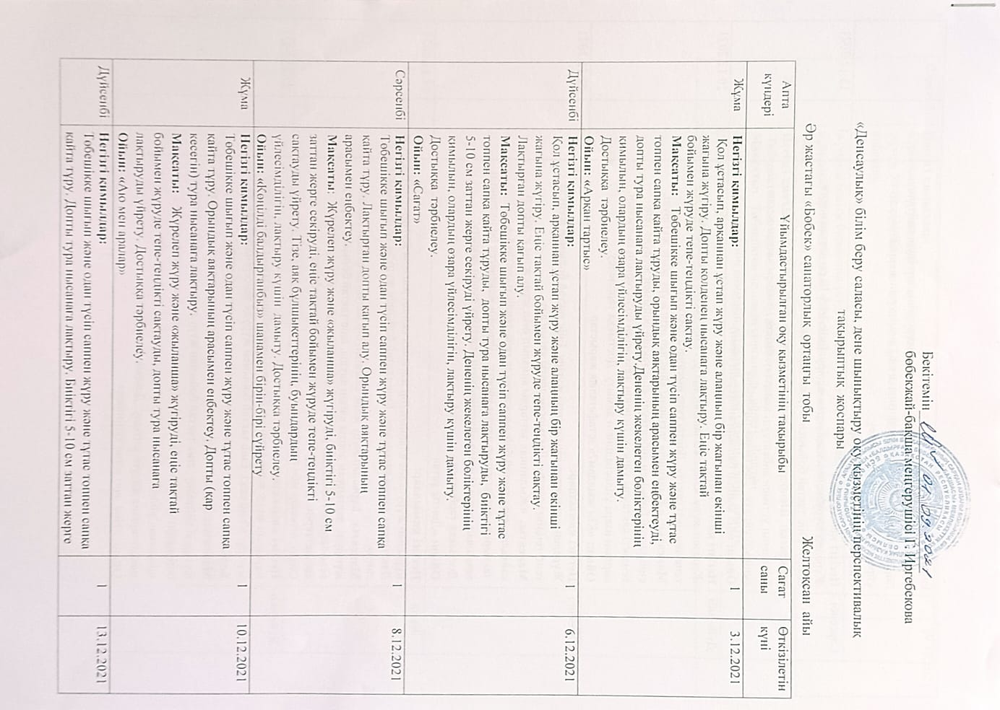 Бекітемін 01 09 2021
бөбекжай-бақша меңгерушісі Г. Иргебекова
«Денсаулық» білім беру саласы, дене шынықтыру оқу қызметінің перспективалық
тақырыптық жоспары
Әр жастағы «Бөбек» санаторлық ортаңғы тобы Желтоқсан айы
Апта күндері
Ұйымдастырылған оқу қызметінің тақырыбы
Сағат саны
Өткізілетін күні
Жұма
Негізгі қимылдар:
Қол ұстасып, арқаннан ұстап жүру және алаңның бір жағынан екінші
жағына жүгіру. Допты көлденең нысанаға лақтыру. Еңіс тақтай
бойымен жүруде тепе-теңдікті сақтау.
Мақсаты: Төбешікке шығып және одан түсіп саппен жүру және тұтас
топпен сапқа қайта тұруды, орындық аяқтарының арасымен еңбектеуді,
допты тура нысанаға лақтыруды үйрету.Дененің жекелеген бөліктерінің
қимылын, олардың өзара үйлесімділігін, лақтыру күшін дамыту.
Достыққа тәрбиелеу.
Ойын: «Арқан тартыс»
1
3.12.2021
Дүйсенбі
Негізгі қимылдар:
Қол ұстасып, арқаннан ұстап жүру және алаңның бір жағынан екінші
жағына жүгіру. Еңіс тақтай бойымен жүруде тепе-теңдікті сақтау.
Лақтырған допты қағып алу.
Мақсаты: Төбешікке шығып және одан түсіп саппен жүру және тұтас
топпен сапқа қайта тұруды, допты тура нысанаға лақтыруды, биіктігі
5-10 см заттан жерге секіруді үйрету. Дененің жекелеген бөліктерінің
қимылын, олардың өзара үйлесімділігін, лақтыру күшін дамыту.
Достыққа тәрбиелеу.
Ойын: «Сағат»
1
6.12.2021
Сәрсенбі
Негізгі қимылдар:
Төбешікке шығып және одан түсіп саппен жүру және тұтас топпен сапқа
қайта тұру. Лақтырған допты қағып алу. Орындық аяқтарының
арасымен еңбектеу.
Мақсаты: Жүрелеп жүру және «жыланша» жүгіруді, биіктігі 5-10 см
заттан жерге секіруді, еңіс тақтай бойымен жүруде тепе-теңдікті
сақтауды үйрету. Тізе, аяқ бұлшықеттерінің, буындардың
үйлесімділігін, лақтыру күшін дамыту. Достыққа тәрбиелеу.
Ойын: «Көңілді балдырғанбыз» шанамен бірін-бірі сүйрету
1
8.12.2021
Жұма
Негізгі қимылдар:
Төбешікке шығып және одан түсіп саппен жүру және тұтас топпен сапқа
қайта тұру. Орындық аяқтарының арасымен еңбектеу. Допты (қар
кесегін) тура нысанаға лақтыру.
Мақсаты: Жүрелеп жүру және «жыланша» жүгіруді, еңіс тақтай
бойымен жүруде тепе-теңдікті сақтауды, допты тура нысанаға
лақтыруды үйрету. Достыққа тәрбиелеу.
Ойын: «Аю мен аралар»
1
10.12.2021
Дүйсенбі
Негізгі қимылдар:
Төбешікке шығып және одан түсіп саппен жүру және тұтас топпен сапқа
қайта тұру. Допты тура нысанаға лақтыру. Биіктігі 5-10 см заттан жерге
1
13.12.2021